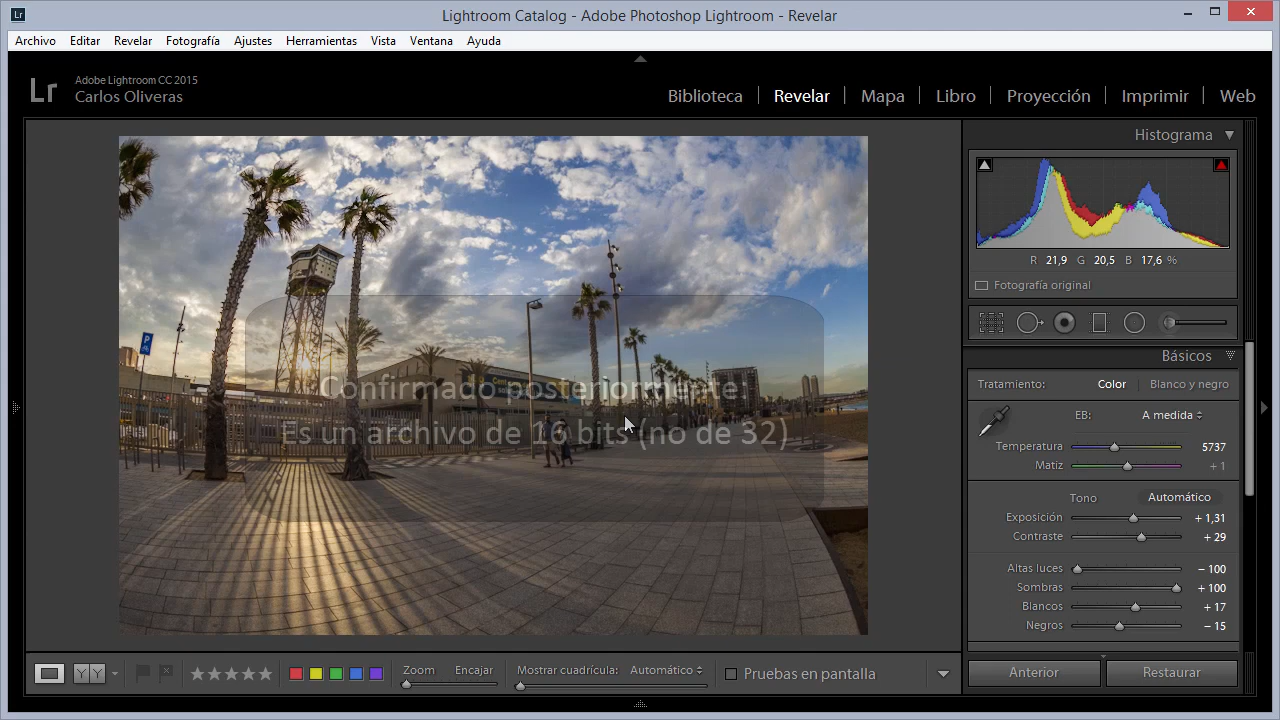 Lr Lightroom Catalog - Adobe Photoshop Lightroom - Revelar
Archivo Editar Revelar Fotografía Ajustes Herramientas Vista Ventana Ayuda
Lr Adobe Lightroom CC 2015
Carlos Oliveras
Biblioteca Revelar Mapa Libro Proyección Imprimir Web
Histograma
R 21,9 G 20,5 B 17,6 %
Fotografía original
Básicos
Tratamiento: Color Blanco y negro
EB: A medida
Temperatura 5737
Matiz + 1
Tono Automático
Exposición + 1,31
Contraste + 29
Altas luces − 100
Sombras + 100
Blancos + 17
Negros − 15
Anterior Restaurar
P
Confirmado posteriormente:
Es un archivo de 16 bits (no de 32)
YY Zoom Encajar Mostrar cuadrícula: Automático Pruebas en pantalla